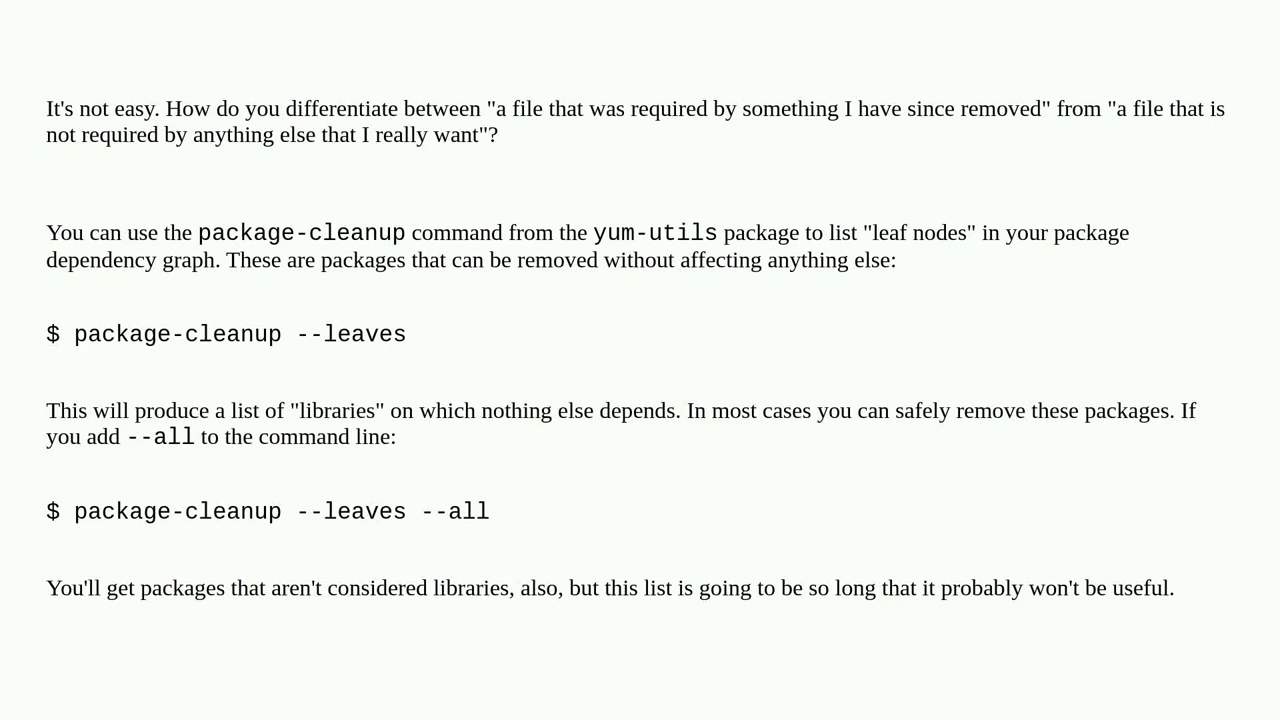 It's not easy. How do you differentiate between "a file that was required by something I have since removed" from "a file that is
not required by anything else that I really want"?
You can use the package-cleanup command from the yum-utils package to list "leaf nodes" in your package
dependency graph. These are packages that can be removed without affecting anything else:
$ package-cleanup --leaves
This will produce a list of "libraries" on which nothing else depends. In most cases you can safely remove these packages. If
you add --all to the command line:
$ package-cleanup --leaves --all
You'll get packages that aren't considered libraries, also, but this list is going to be so long that it probably won't be useful.